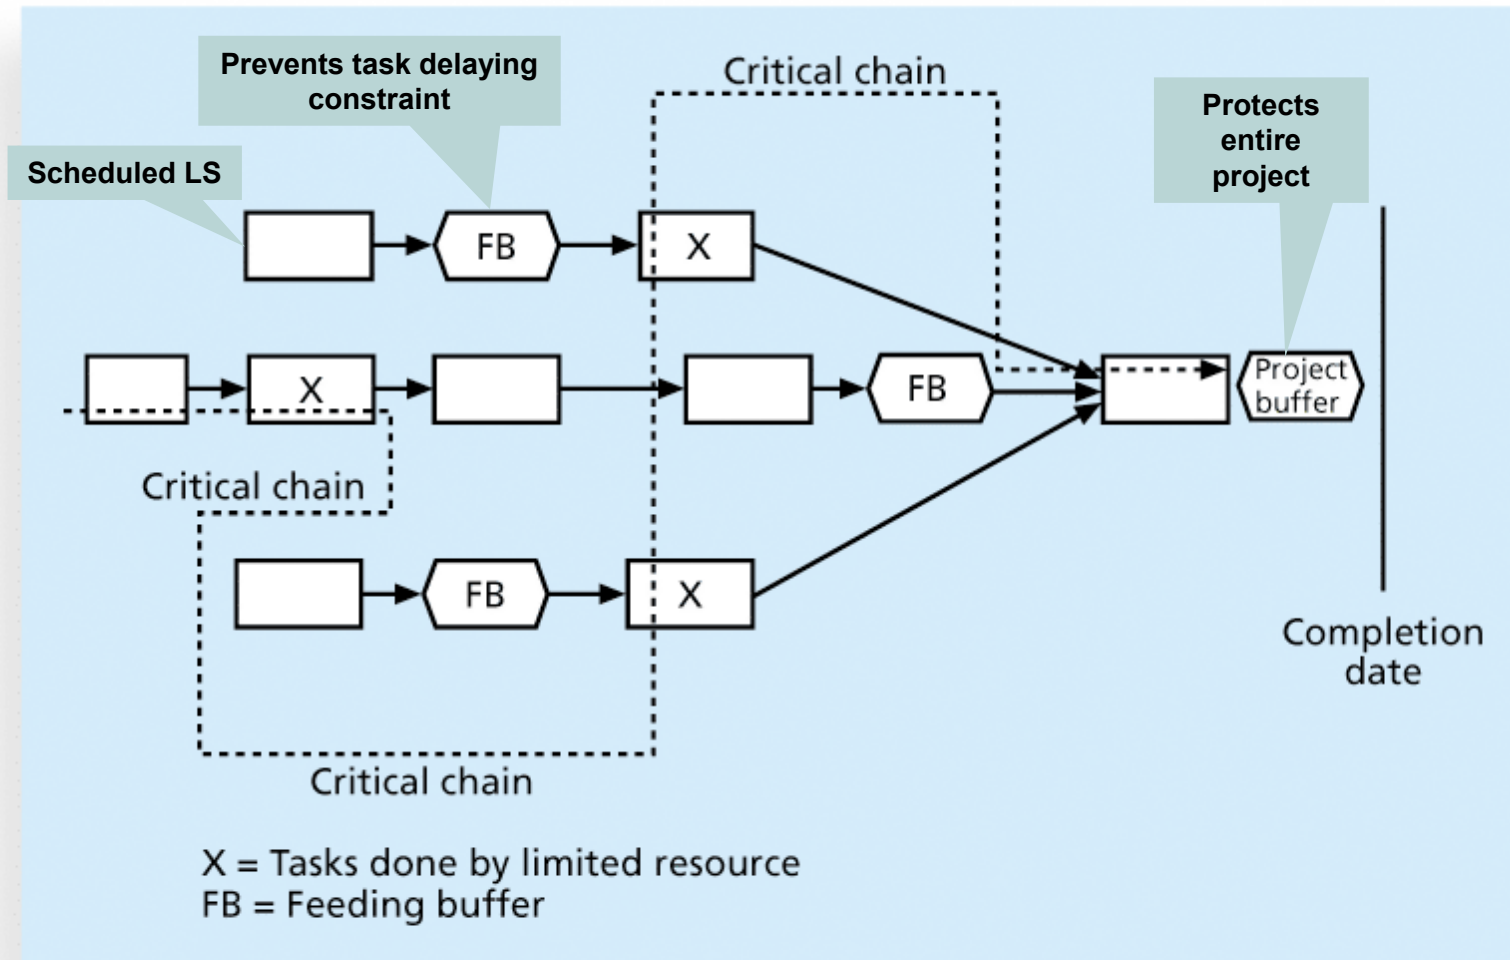 Prevents task delaying
constraint
Critical chain
Protects
entire
project
Scheduled LS
FB
X
X
FB
Project
buffer
Critical chain
FB
X
Completion
date
Critical chain
X = Tasks done by limited resource
FB = Feeding buffer